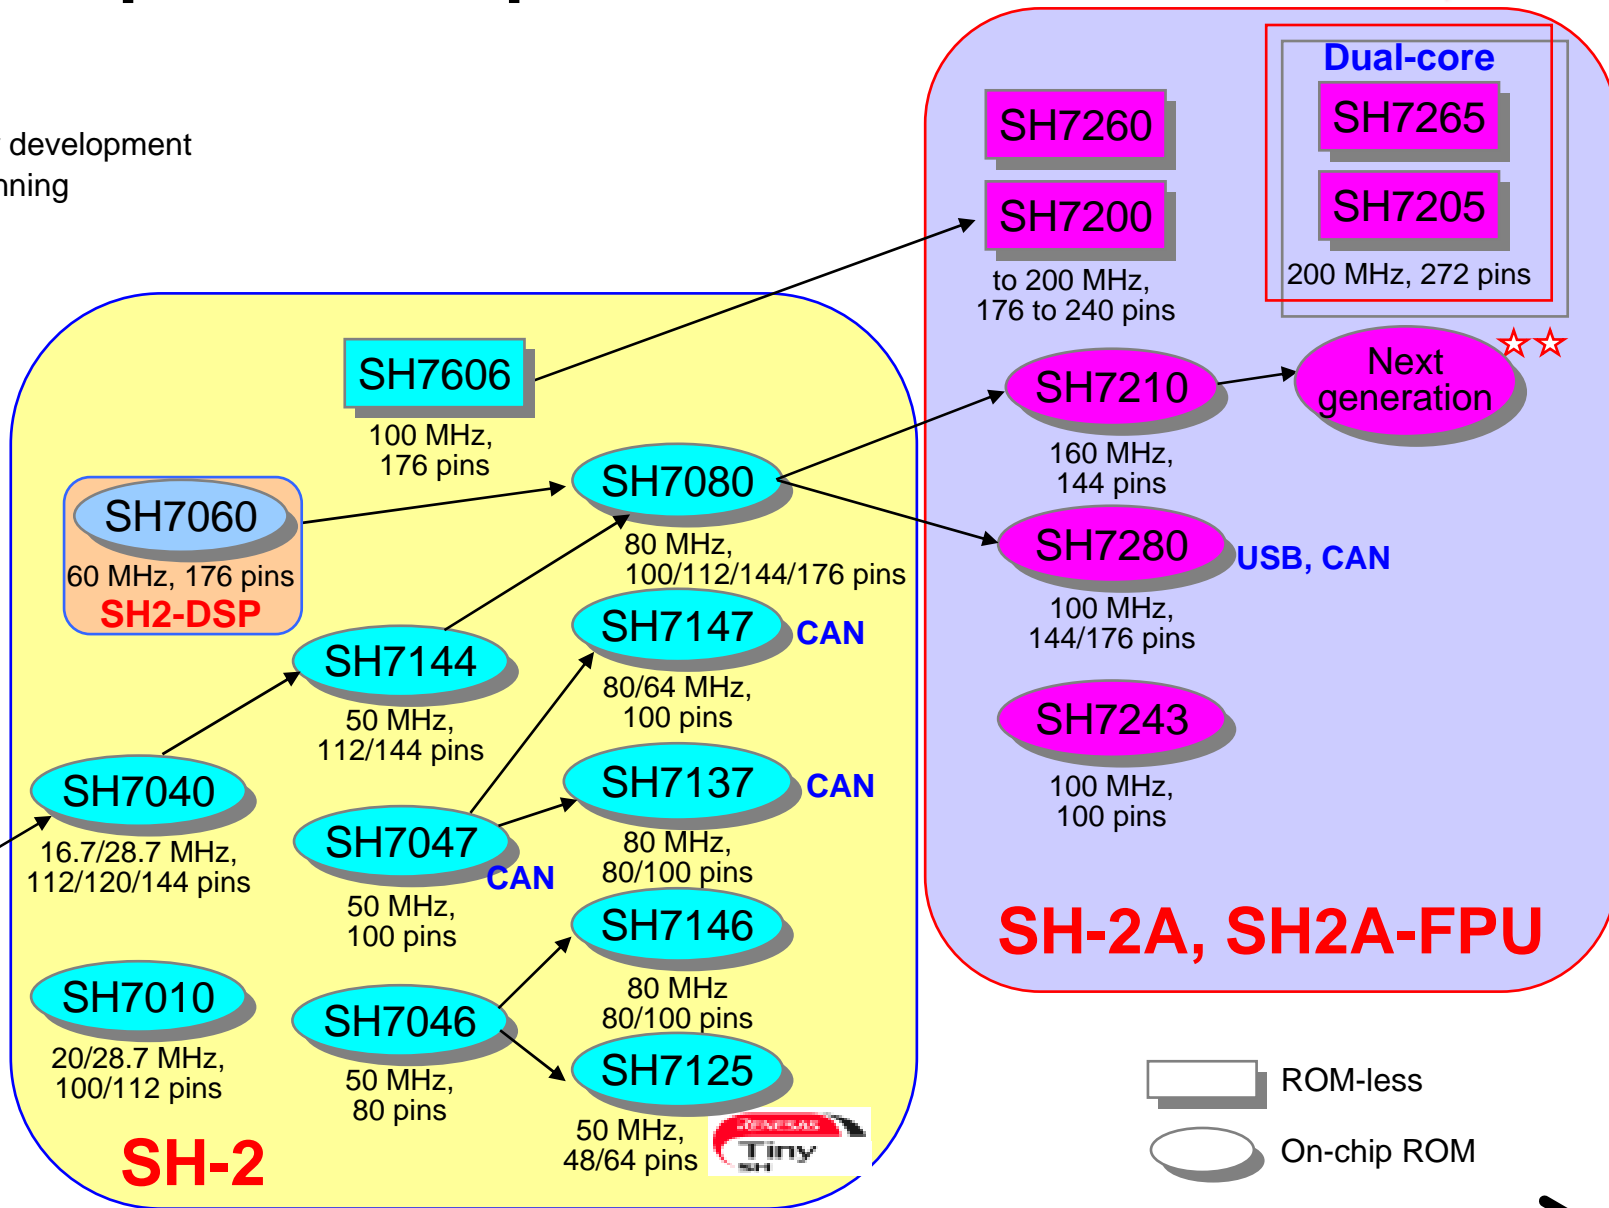 development
nning
Dual-core
SH7260
SH7265
SH7200
SH7205
to 200 MHz,
176 to 240 pins
200 MHz, 272 pins
SH7606
100 MHz,
176 pins
SH7210
160 MHz,
144 pins
Next
generation
SH7060
60 MHz, 176 pins
SH2-DSP
SH7080
80 MHz,
100/112/144/176 pins
SH7280
USB, CAN
100 MHz,
144/176 pins
SH7144
50 MHz,
112/144 pins
SH7147
CAN
80/64 MHz,
100 pins
SH7243
100 MHz,
100 pins
SH7040
16.7/28.7 MHz,
112/120/144 pins
SH7047
CAN
50 MHz,
100 pins
SH7137
CAN
80 MHz,
80/100 pins
SH7146
80 MHz
80/100 pins
SH-2A, SH2A-FPU
SH7010
20/28.7 MHz,
100/112 pins
SH7046
50 MHz,
80 pins
SH7125
50 MHz,
48/64 pins
RENESAS
Tiny
SH
SH-2
ROM-less
On-chip ROM